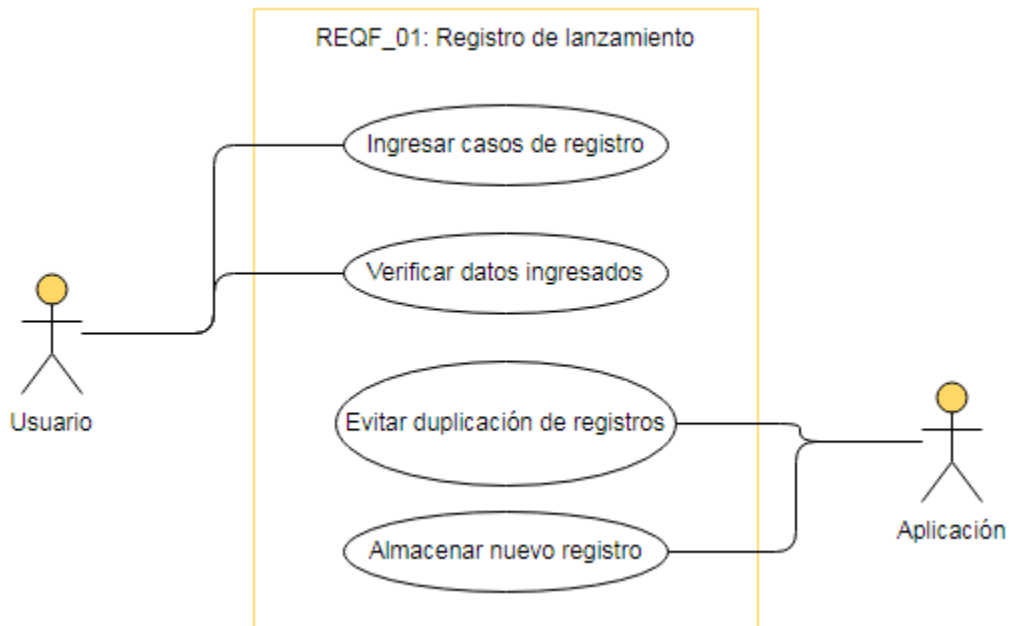 REQF_01: Registro de lanzamiento
Ingresar casos de registro
Verificar datos ingresados
Usuario
Evitar duplicación de registros
Almacenar nuevo registro
Aplicación